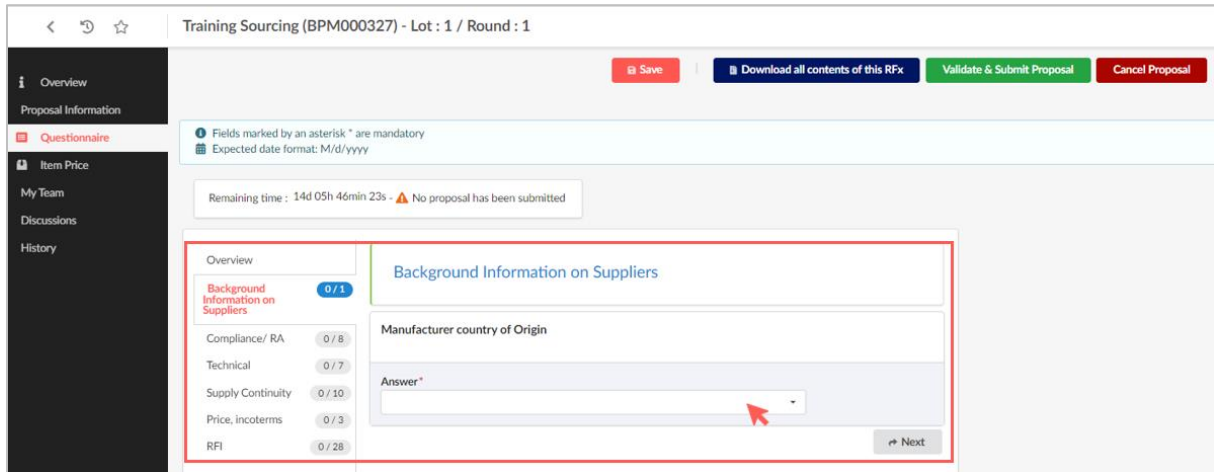 Training Sourcing (BPM000327) - Lot : 1 / Round : 1
Save
Download all contents of this RFx
Validate & Submit Proposal
Cancel Proposal
Overview
Proposal Information
Questionnaire
Item Price
My Team
Discussions
History
Fields marked by an asterisk * are mandatory
Expected date format: M/d/yyyy
Remaining time : 14d 05h 46min 23s - No proposal has been submitted
Overview
Background
Information on
Suppliers
0 / 1
Compliance/ RA 0 / 8
Technical 0 / 7
Supply Continuity 0 / 10
Price, incoterms 0 / 3
RFI 0 / 28
Background Information on Suppliers
Manufacturer country of Origin
Answer*
Next